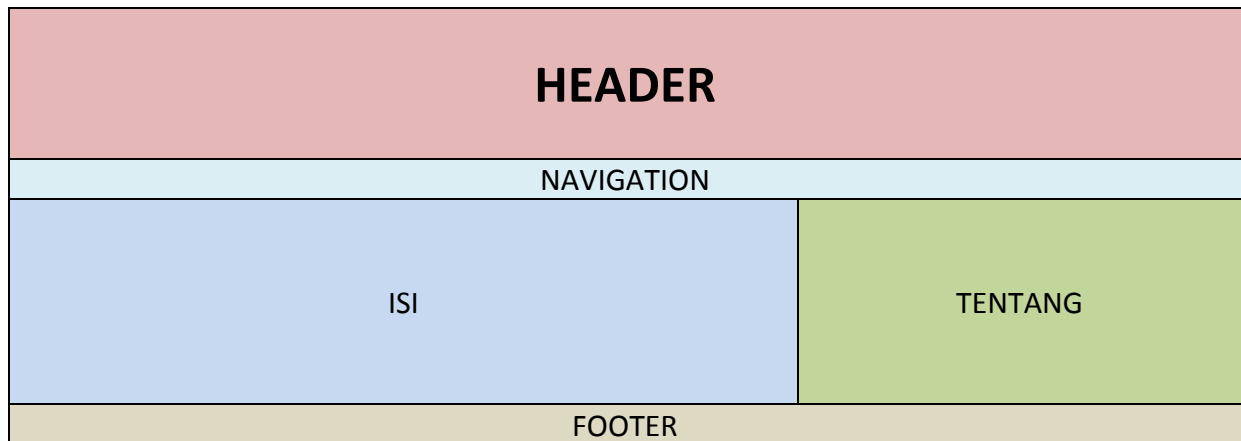 HEADER
NAVIGATION
ISI
TENTANG
FOOTER